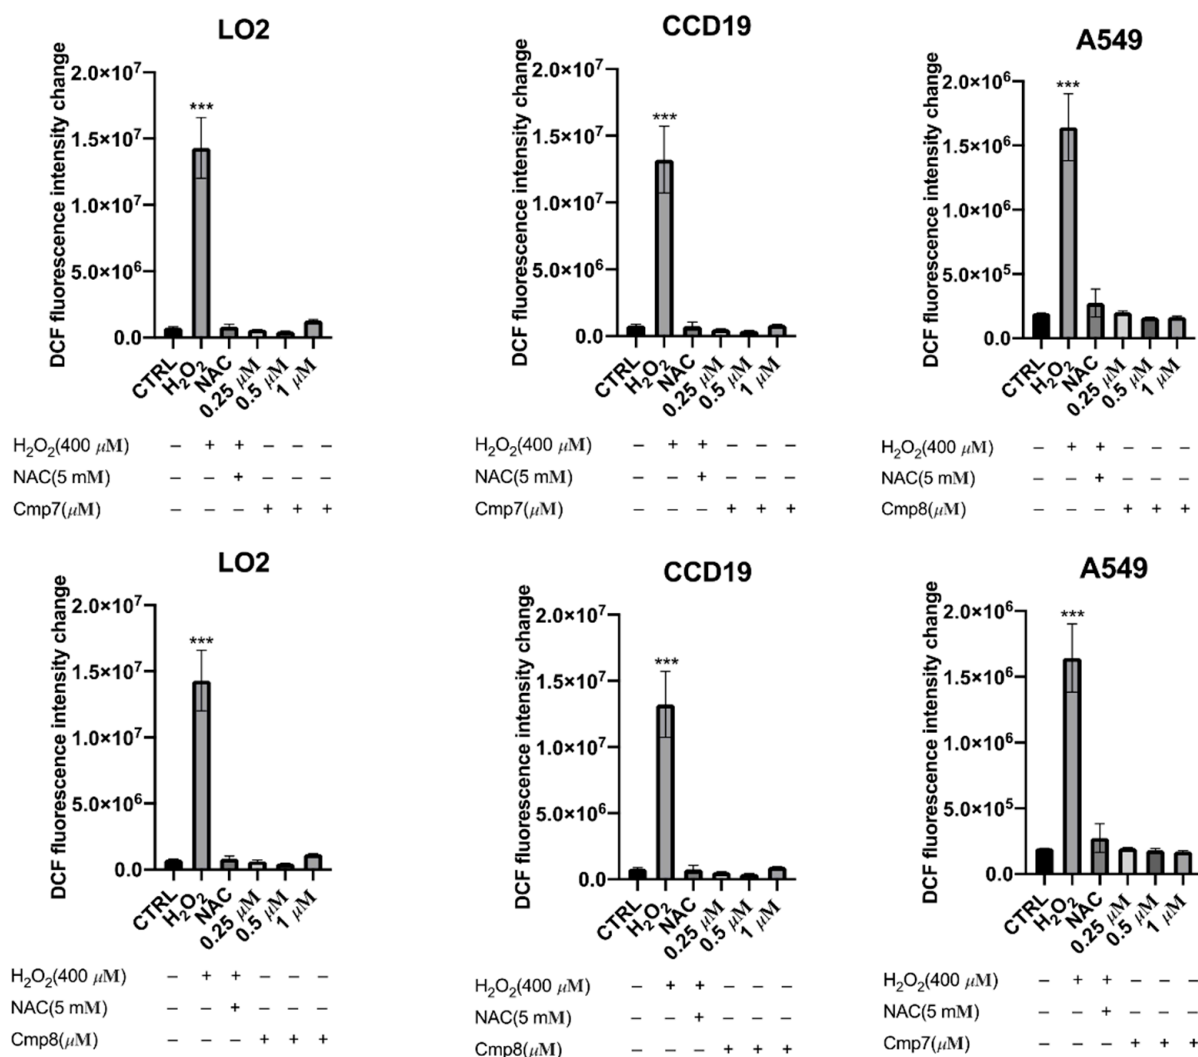 LO2
DCF fluorescence intensity change
2.0×10⁷
***
1.5×10⁷
1.0×10⁷
5.0×10⁶
0.0
CTRL
H₂O₂
NAC
0.25 μM
0.5 μM
1 μM
H₂O₂(400 μM) – + + – – –
NAC(5 mM) – – + – – –
Cmp7(μM) – – – + + +
CCD19
DCF fluorescence intensity change
2.0×10⁷
***
1.5×10⁷
1.0×10⁷
5.0×10⁶
0.0
CTRL
H₂O₂
NAC
0.25 μM
0.5 μM
1 μM
H₂O₂(400 μM) – + + – – –
NAC(5 mM) – – + – – –
Cmp7(μM) – – – + + +
A549
DCF fluorescence intensity change
2.0×10⁶
***
1.5×10⁶
1.0×10⁶
5.0×10⁵
0.0
CTRL
H₂O₂
NAC
0.25 μM
0.5 μM
1 μM
H₂O₂(400 μM) – + + – – –
NAC(5 mM) – – + – – –
Cmp8(μM) – – – + + +
LO2
DCF fluorescence intensity change
2.0×10⁷
***
1.5×10⁷
1.0×10⁷
5.0×10⁶
0.0
CTRL
H₂O₂
NAC
0.25 μM
0.5 μM
1 μM
H₂O₂(400 μM) – + + – – –
NAC(5 mM) – – + – – –
Cmp8(μM) – – – + + +
CCD19
DCF fluorescence intensity change
2.0×10⁷
***
1.5×10⁷
1.0×10⁷
5.0×10⁶
0.0
CTRL
H₂O₂
NAC
0.25 μM
0.5 μM
1 μM
H₂O₂(400 μM) – + + – – –
NAC(5 mM) – – + – – –
Cmp8(μM) – – – + + +
A549
DCF fluorescence intensity change
2.0×10⁶
***
1.5×10⁶
1.0×10⁶
5.0×10⁵
0.0
CTRL
H₂O₂
NAC
0.25 μM
0.5 μM
1 μM
H₂O₂(400 μM) – + + – – –
NAC(5 mM) – – + – – –
Cmp7(μM) – – – + + +